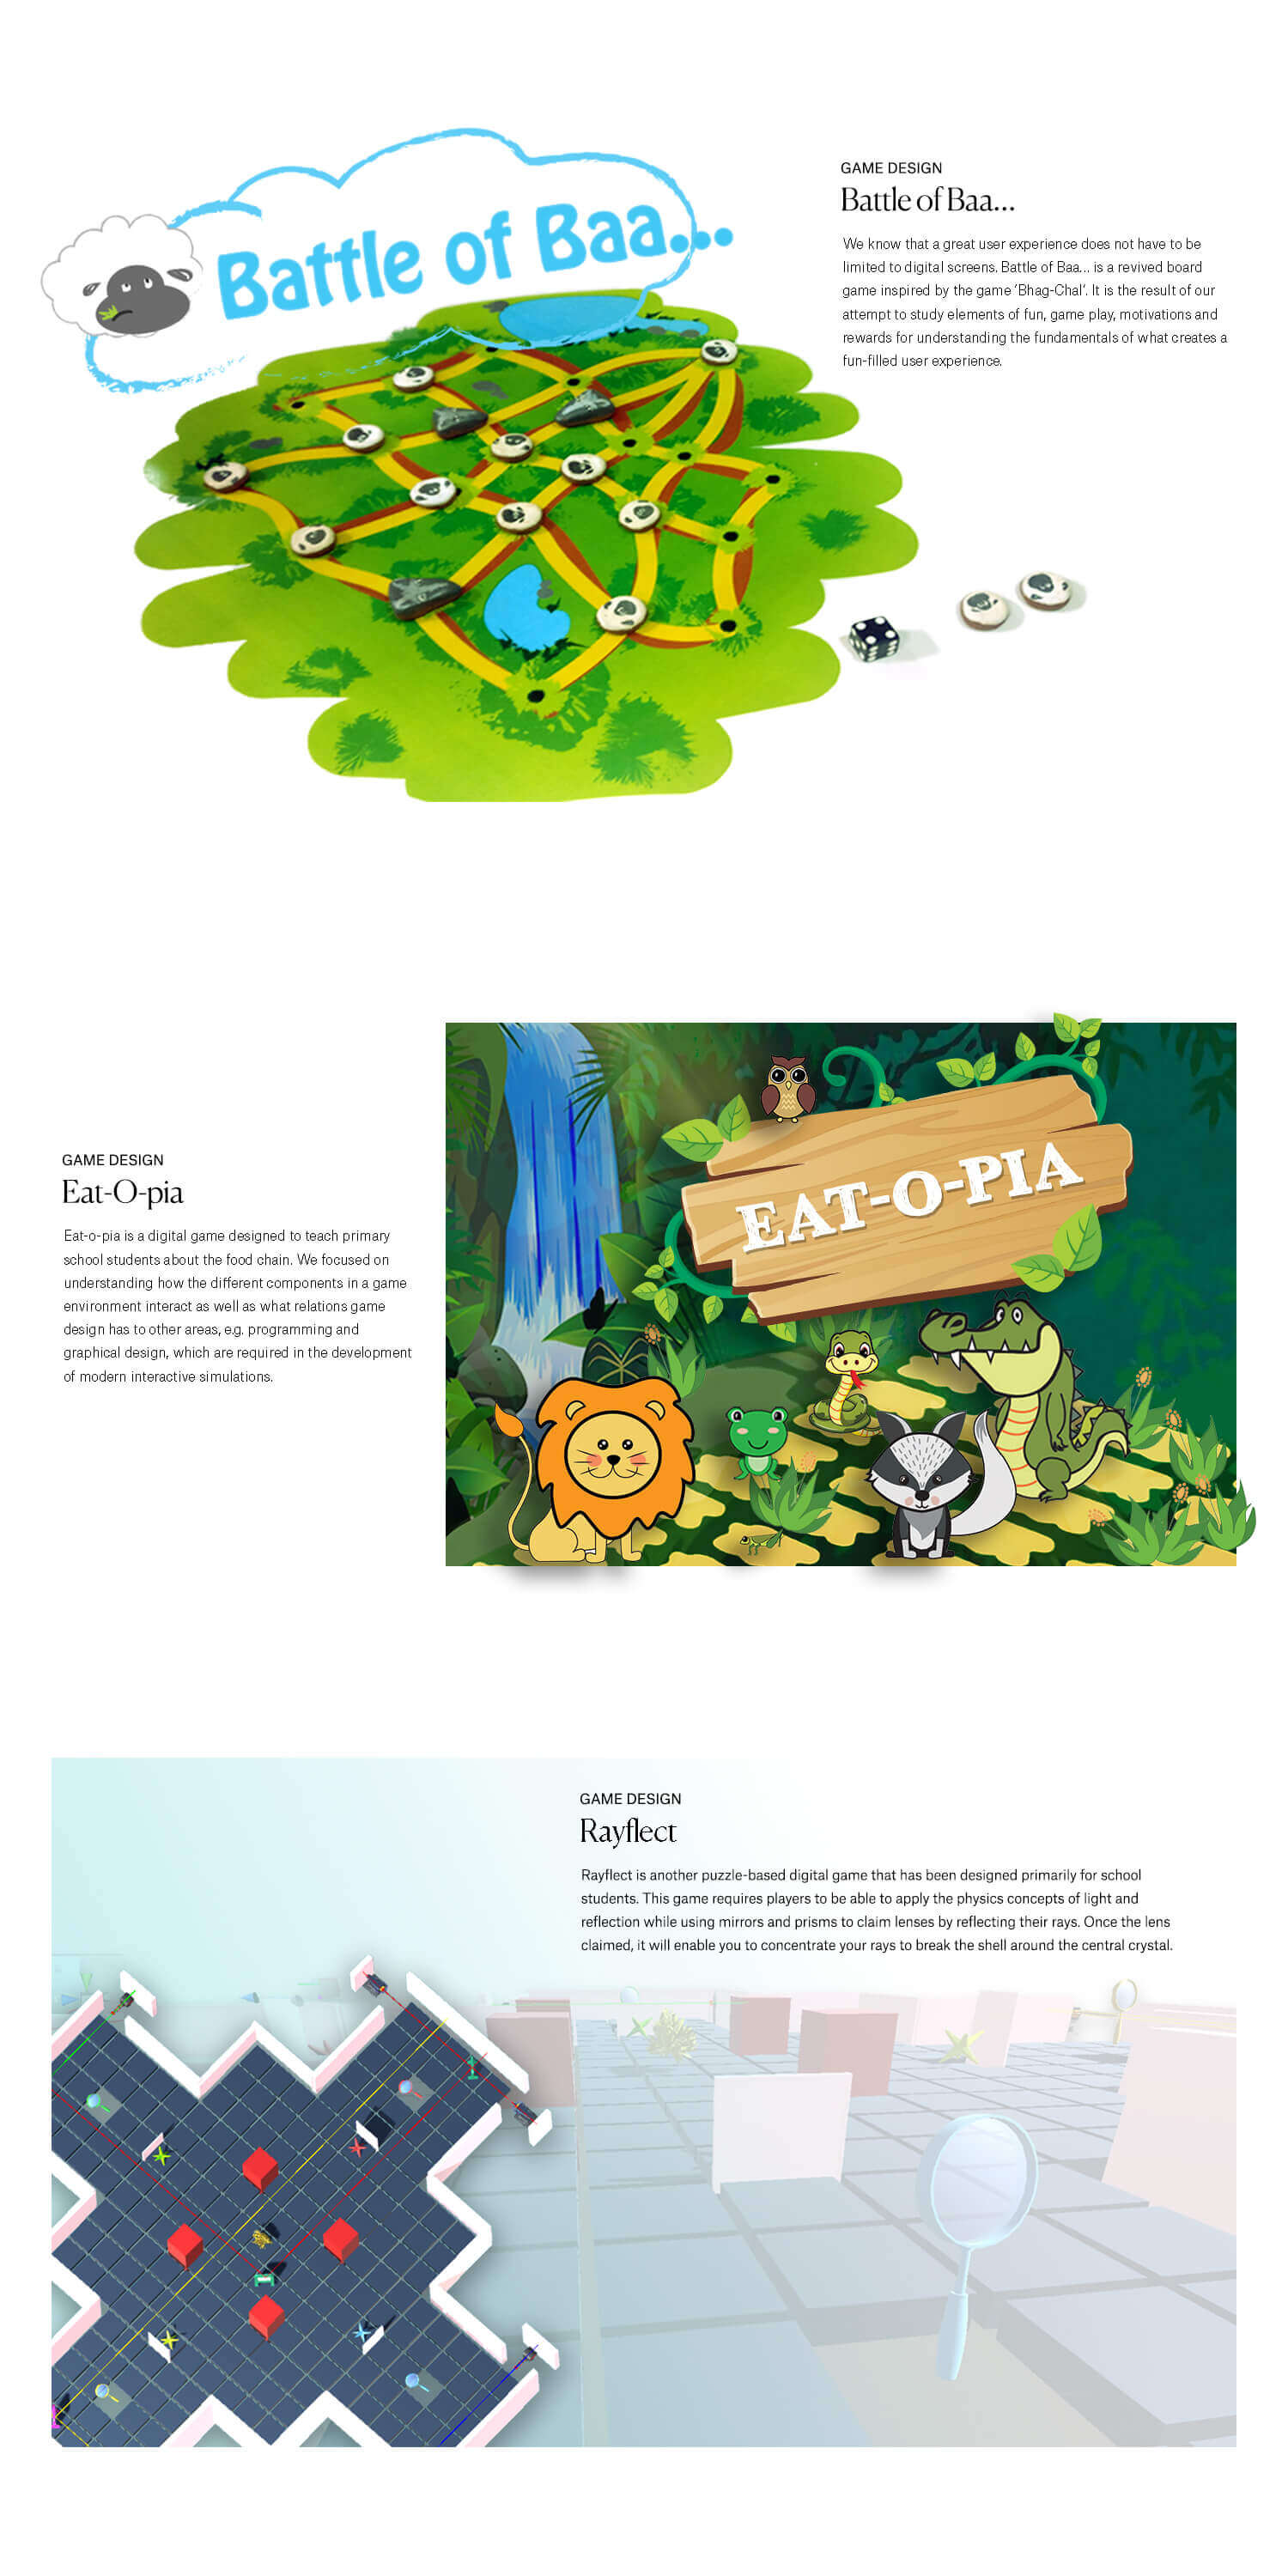 Battle of Baa...
GAME DESIGN
Battle of Baa...
We know that a great user experience does not have to be
limited to digital screens. Battle of Baa... is a revived board
game inspired by the game ‘Bhag-Chal’. It is the result of our
attempt to study elements of fun, game play, motivations and
rewards for understanding the fundamentals of what creates a
fun-filled user experience.
GAME DESIGN
Eat-O-pia
Eat-o-pia is a digital game designed to teach primary
school students about the food chain. We focused on
understanding how the different components in a game
environment interact as well as what relations game
design has to other areas, e.g. programming and
graphical design, which are required in the development
of modern interactive simulations.
EAT-O-PIA
GAME DESIGN
Rayflect
Rayflect is another puzzle-based digital game that has been designed primarily for school
students. This game requires players to be able to apply the physics concepts of light and
reflection while using mirrors and prisms to claim lenses by reflecting their rays. Once the lens
claimed, it will enable you to concentrate your rays to break the shell around the central crystal.